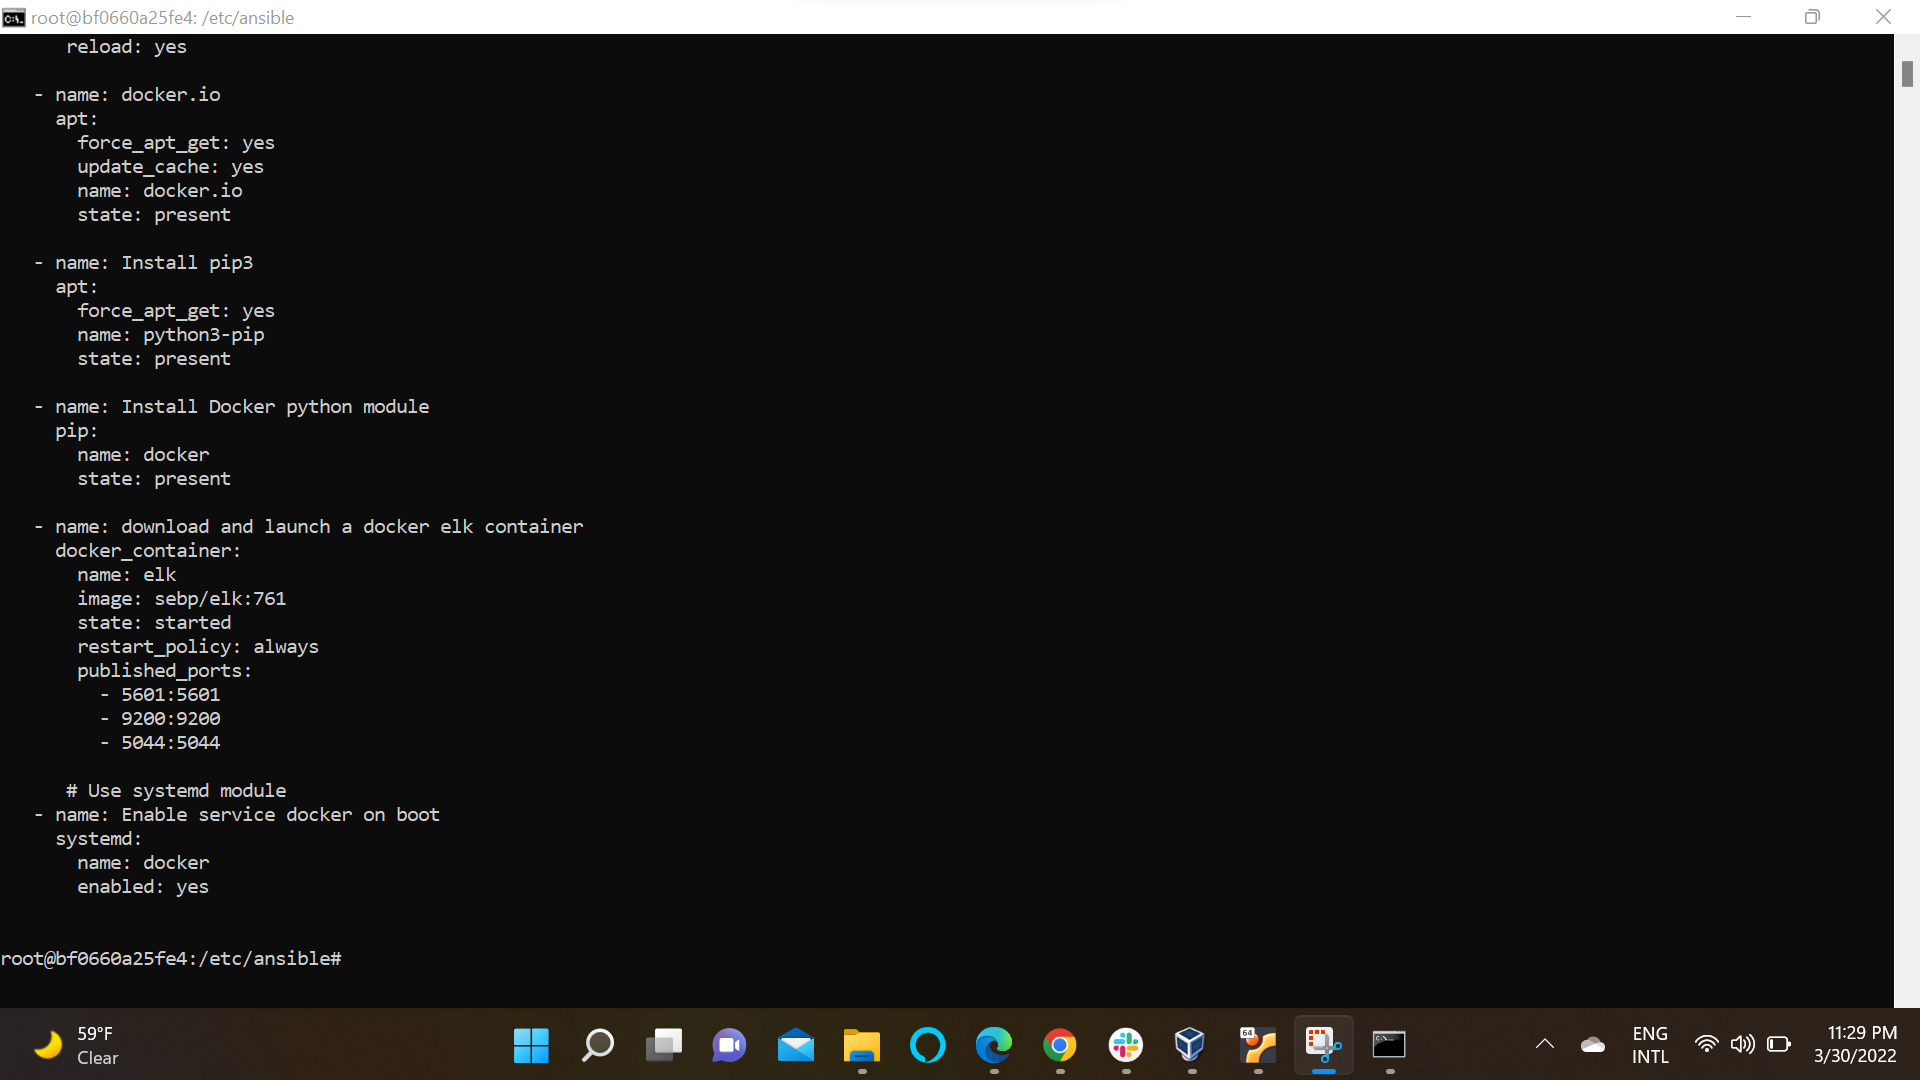 root@bf0660a25fe4: /etc/ansible
reload: yes
- name: docker.io
apt:
force_apt_get: yes
update_cache: yes
name: docker.io
state: present
- name: Install pip3
apt:
force_apt_get: yes
name: python3-pip
state: present
- name: Install Docker python module
pip:
name: docker
state: present
- name: download and launch a docker elk container
docker_container:
name: elk
image: sebp/elk:761
state: started
restart_policy: always
published_ports:
- 5601:5601
- 9200:9200
- 5044:5044
# Use systemd module
- name: Enable service docker on boot
systemd:
name: docker
enabled: yes
root@bf0660a25fe4:/etc/ansible#
59°F
Clear
64
ENG
INTL
11:29 PM
3/30/2022